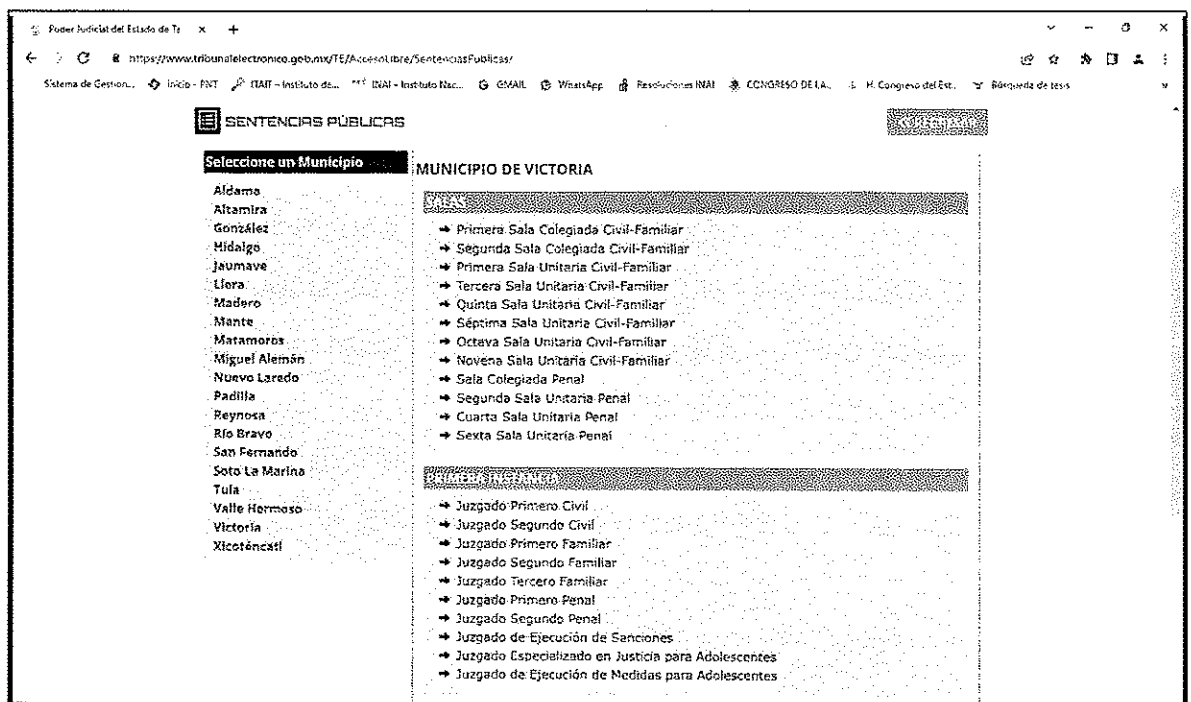 Poder Judicial del Estado de Ta
https://www.tribunalelectronico.gob.mx/TE/AccesoLibre/SentenciasPublicas/
Sistema de Gestion... Inicio - PNT ITAIT – Instituto de... INAI – Instituto Nac... GMAIL WhatsApp Resoluciones INAI CONGRESO DE LA... H. Congreso del Est... Búsqueda de tesis
SENTENCIAS PÚBLICAS
Seleccione un Municipio
Aldama
Altamira
González
Hidalgo
Jaumave
Llera
Madero
Mante
Matamoros
Miguel Alemán
Nuevo Laredo
Padilla
Reynosa
Río Bravo
San Fernando
Soto La Marina
Tula
Valle Hermoso
Victoria
Xicoténcatl
MUNICIPIO DE VICTORIA
SALAS
Primera Sala Colegiada Civil-Familiar
Segunda Sala Colegiada Civil-Familiar
Primera Sala Unitaria Civil-Familiar
Tercera Sala Unitaria Civil-Familiar
Quinta Sala Unitaria Civil-Familiar
Séptima Sala Unitaria Civil-Familiar
Octava Sala Unitaria Civil-Familiar
Novena Sala Unitaria Civil-Familiar
Sala Colegiada Penal
Segunda Sala Unitaria Penal
Cuarta Sala Unitaria Penal
Sexta Sala Unitaria Penal
PRIMERA INSTANCIA
Juzgado Primero Civil
Juzgado Segundo Civil
Juzgado Primero Familiar
Juzgado Segundo Familiar
Juzgado Tercero Familiar
Juzgado Primero Penal
Juzgado Segundo Penal
Juzgado de Ejecución de Sanciones
Juzgado Especializado en Justicia para Adolescentes
Juzgado de Ejecución de Medidas para Adolescentes